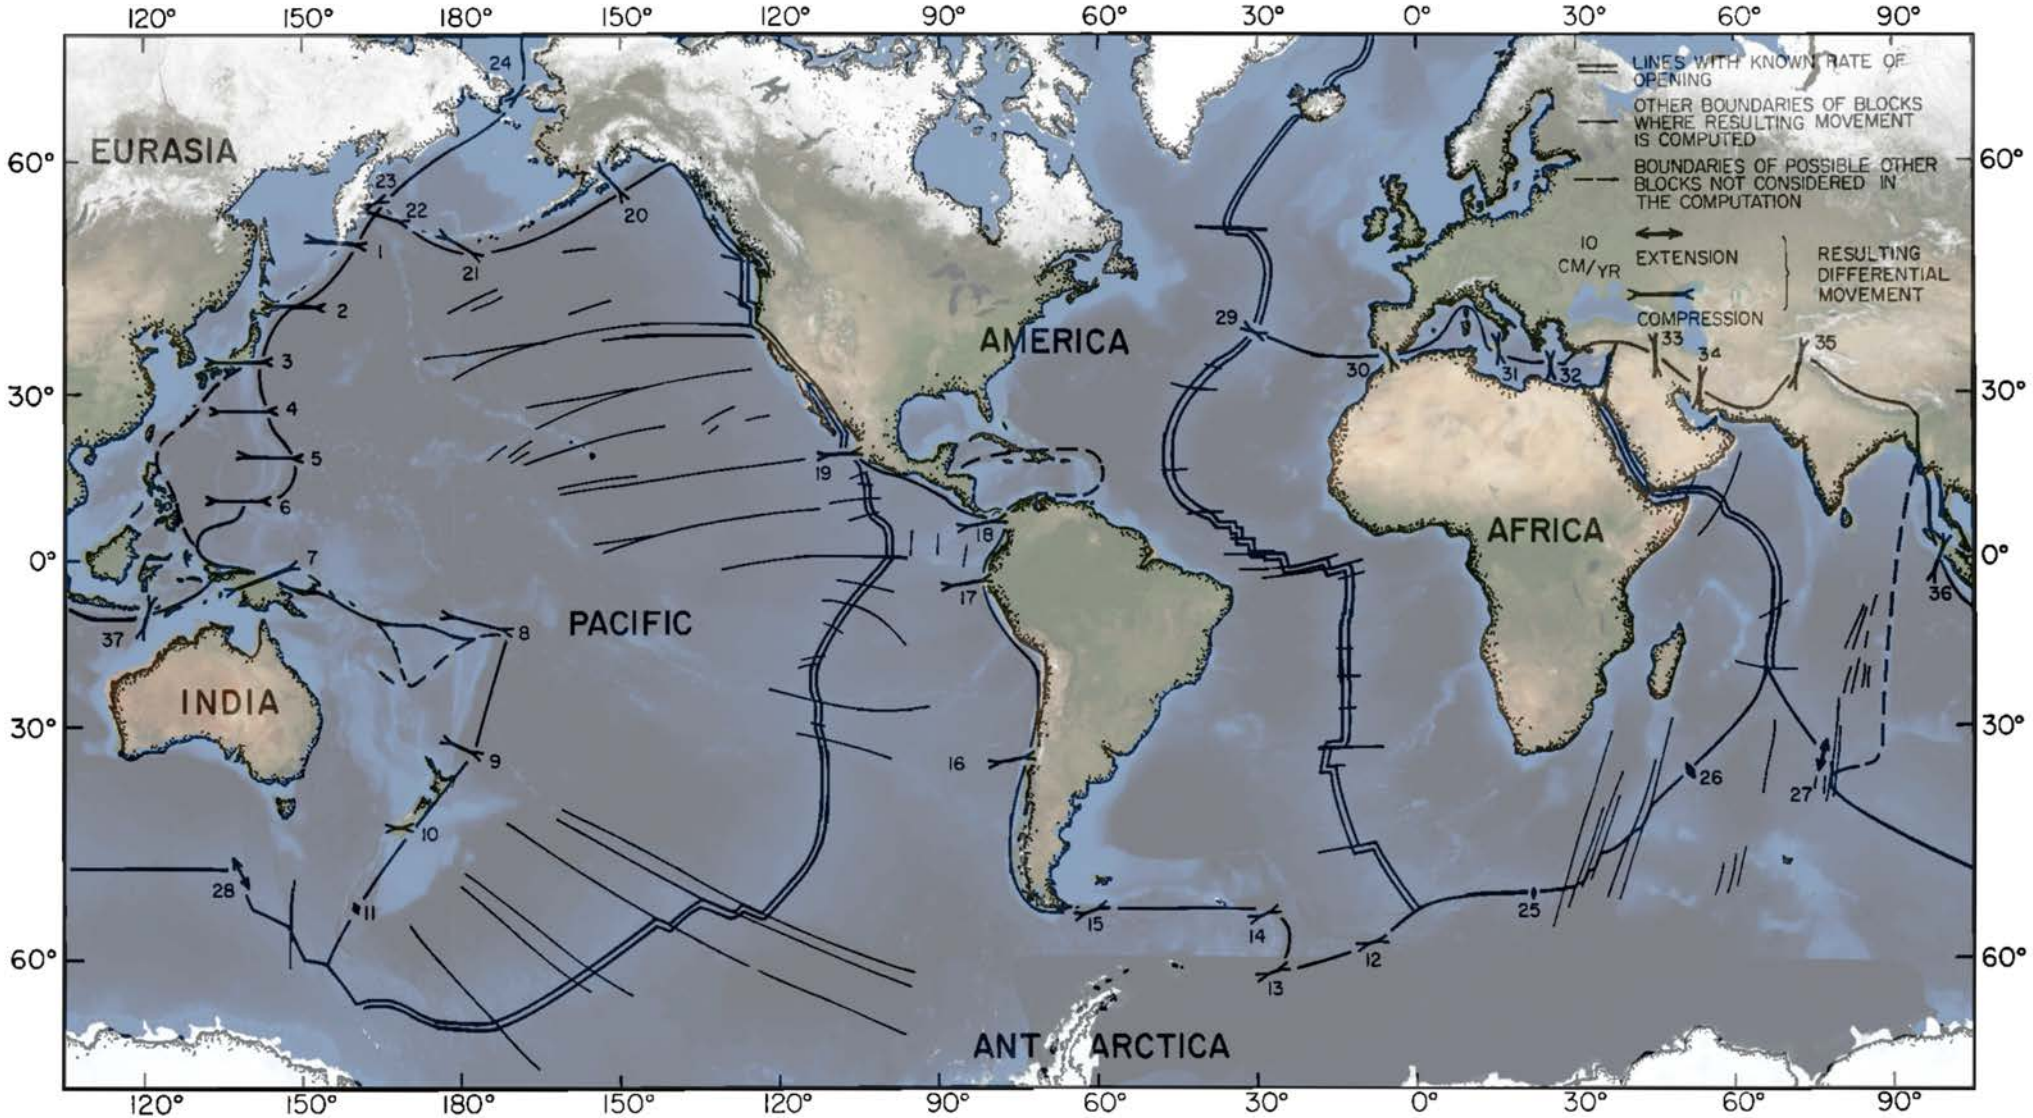 120° 150° 180° 150° 120° 90° 60° 30° 0° 30° 60° 90°
24
LINES WITH KNOWN RATE OF
OPENING
OTHER BOUNDARIES OF BLOCKS
WHERE RESULTING MOVEMENT
IS COMPUTED
BOUNDARIES OF POSSIBLE OTHER
BLOCKS NOT CONSIDERED IN
THE COMPUTATION
10
CM/YR
EXTENSION
COMPRESSION
RESULTING
DIFFERENTIAL
MOVEMENT
EURASIA
60° 60°
23
22
20
1
21
2
29
AMERICA
33
35
3
30
31
32
34
30° 30°
4
5
19
6
18
AFRICA
7
0° 0°
17
36
37
8
PACIFIC
INDIA
30° 30°
9
16
26
27
10
28
11
15
14
25
12
60° 60°
13
ANT ARCTICA
120° 150° 180° 150° 120° 90° 60° 30° 0° 30° 60° 90°